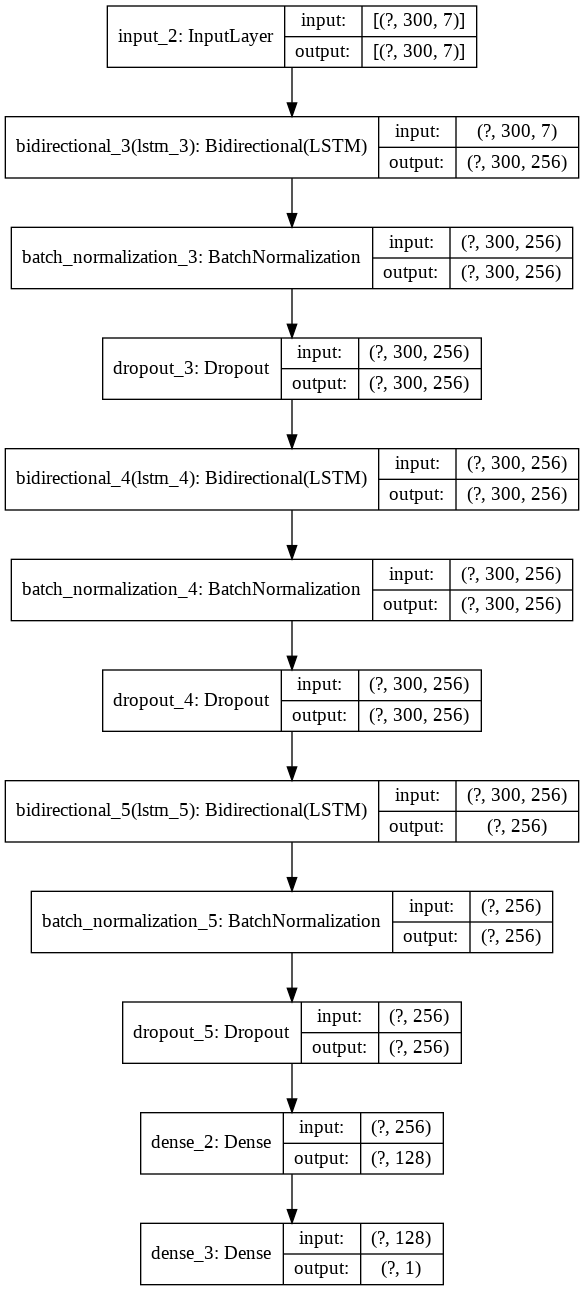 input_2: InputLayer
input:
[(?, 300, 7)]
output:
[(?, 300, 7)]
bidirectional_3(lstm_3): Bidirectional(LSTM)
input:
(?, 300, 7)
output:
(?, 300, 256)
batch_normalization_3: BatchNormalization
input:
(?, 300, 256)
output:
(?, 300, 256)
dropout_3: Dropout
input:
(?, 300, 256)
output:
(?, 300, 256)
bidirectional_4(lstm_4): Bidirectional(LSTM)
input:
(?, 300, 256)
output:
(?, 300, 256)
batch_normalization_4: BatchNormalization
input:
(?, 300, 256)
output:
(?, 300, 256)
dropout_4: Dropout
input:
(?, 300, 256)
output:
(?, 300, 256)
bidirectional_5(lstm_5): Bidirectional(LSTM)
input:
(?, 300, 256)
output:
(?, 256)
batch_normalization_5: BatchNormalization
input:
(?, 256)
output:
(?, 256)
dropout_5: Dropout
input:
(?, 256)
output:
(?, 256)
dense_2: Dense
input:
(?, 256)
output:
(?, 128)
dense_3: Dense
input:
(?, 128)
output:
(?, 1)